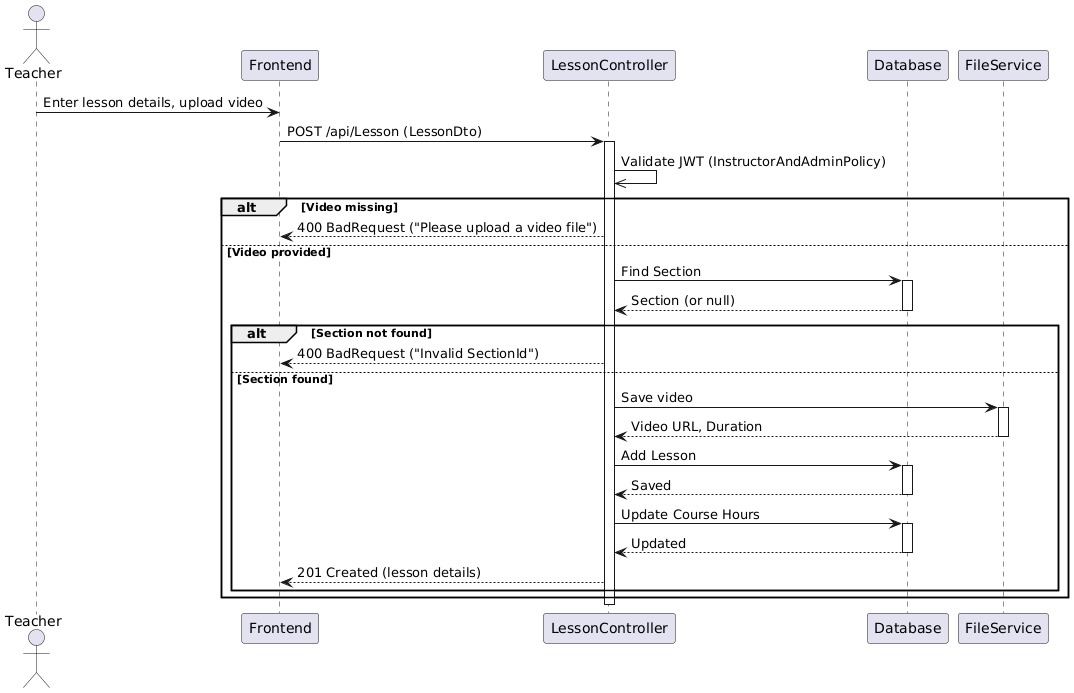 Teacher
Frontend
LessonController
Database
FileService
Enter lesson details, upload video
POST /api/Lesson (LessonDto)
Validate JWT (InstructorAndAdminPolicy)
alt
[Video missing]
400 BadRequest ("Please upload a video file")
[Video provided]
Find Section
Section (or null)
alt
[Section not found]
400 BadRequest ("Invalid SectionId")
[Section found]
Save video
Video URL, Duration
Add Lesson
Saved
Update Course Hours
Updated
201 Created (lesson details)
Teacher
Frontend
LessonController
Database
FileService